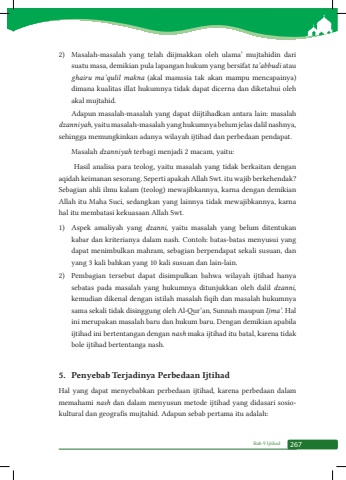 2) Masalah-masalah yang telah diijmakkan oleh ulama’ mujtahidin dari
suatu masa, demikian pula lapangan hukum yang bersifat ta’abbudi atau
ghairu ma’qulil makna (akal manusia tak akan mampu mencapainya)
dimana kualitas illat hukumnya tidak dapat dicerna dan diketahui oleh
akal mujtahid.
Adapun masalah-masalah yang dapat diijtihadkan antara lain: masalah
dzanniyah, yaitu masalah-masalah yang hukumnya belum jelas dalil nashnya,
sehingga memungkinkan adanya wilayah ijtihad dan perbedaan pendapat.
Masalah dzanniyah terbagi menjadi 2 macam, yaitu:
Hasil analisa para teolog, yaitu masalah yang tidak berkaitan dengan
aqidah keimanan seorang. Seperti apakah Allah Swt. itu wajib berkehendak?
Sebagian ahli ilmu kalam (teolog) mewajibkannya, karna dengan demikian
Allah itu Maha Suci, sedangkan yang lainnya tidak mewajibkannya, karna
hal itu membatasi kekuasaan Allah Swt.
1) Aspek amaliyah yang dzanni, yaitu masalah yang belum ditentukan
kabar dan kriterianya dalam nash. Contoh: batas-batas menyusui yang
dapat menimbulkan mahram, sebagian berpendapat sekali susuan, dan
yang 3 kali bahkan yang 10 kali susuan dan lain-lain.
2) Pembagian tersebut dapat disimpulkan bahwa wilayah ijtihad hanya
sebatas pada masalah yang hukumnya ditunjukkan oleh dalil dzanni,
kemudian dikenal dengan istilah masalah fiqih dan masalah hukumnya
sama sekali tidak disinggung oleh Al-Qur’an, Sunnah maupun Ijma’. Hal
ini merupakan masalah baru dan hukum baru. Dengan demikian apabila
ijtihad ini bertentangan dengan nash maka ijtihad itu batal, karena tidak
bole ijtihad bertentanga nash.
5. Penyebab Terjadinya Perbedaan Ijtihad
Hal yang dapat menyebabkan perbedaan ijtihad, karena perbedaan dalam
memahami nash dan dalam menyusun metode ijtihad yang didasari sosio-
kultural dan geografis mujtahid. Adapun sebab pertama itu adalah:
Bab 9 Ijtihad 267